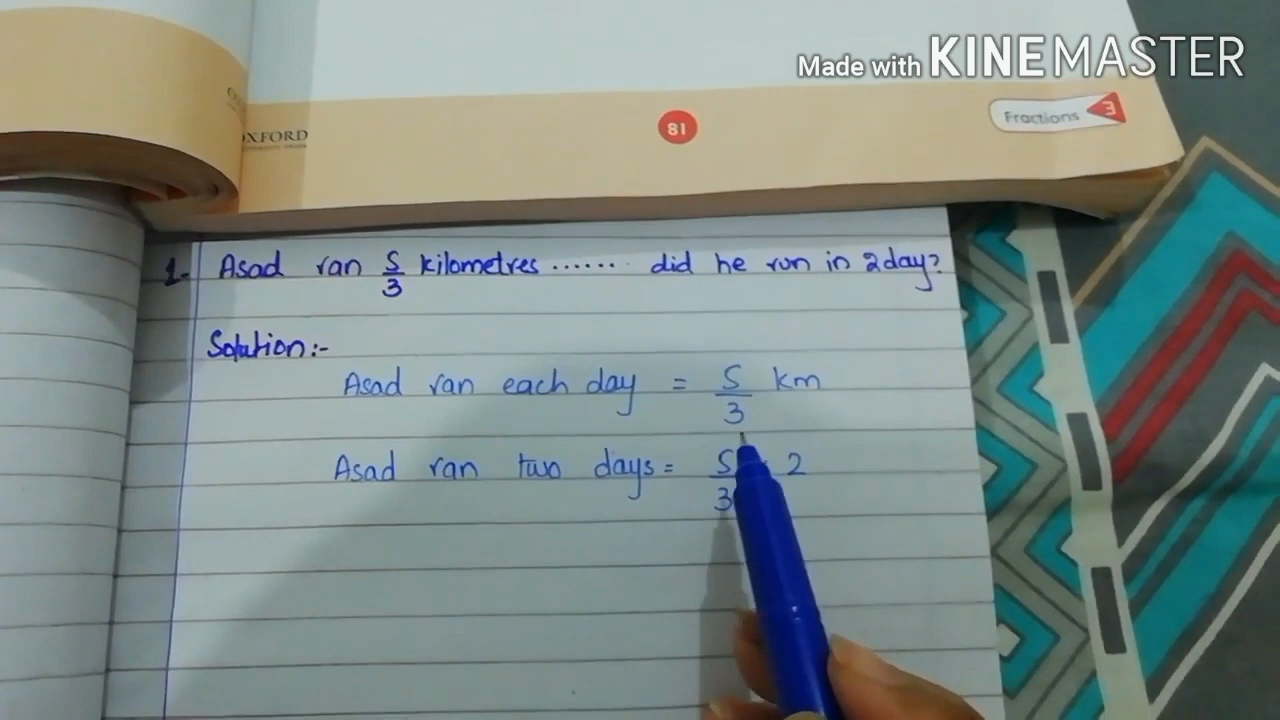 Made with KINEMASTER
OXFORD
81
Fractions 3
1- Asad ran 5/3 kilometres ...... did he run in 2day?
Solution:-
Asad ran each day = 5/3 km
Asad ran two days = 5/3 2